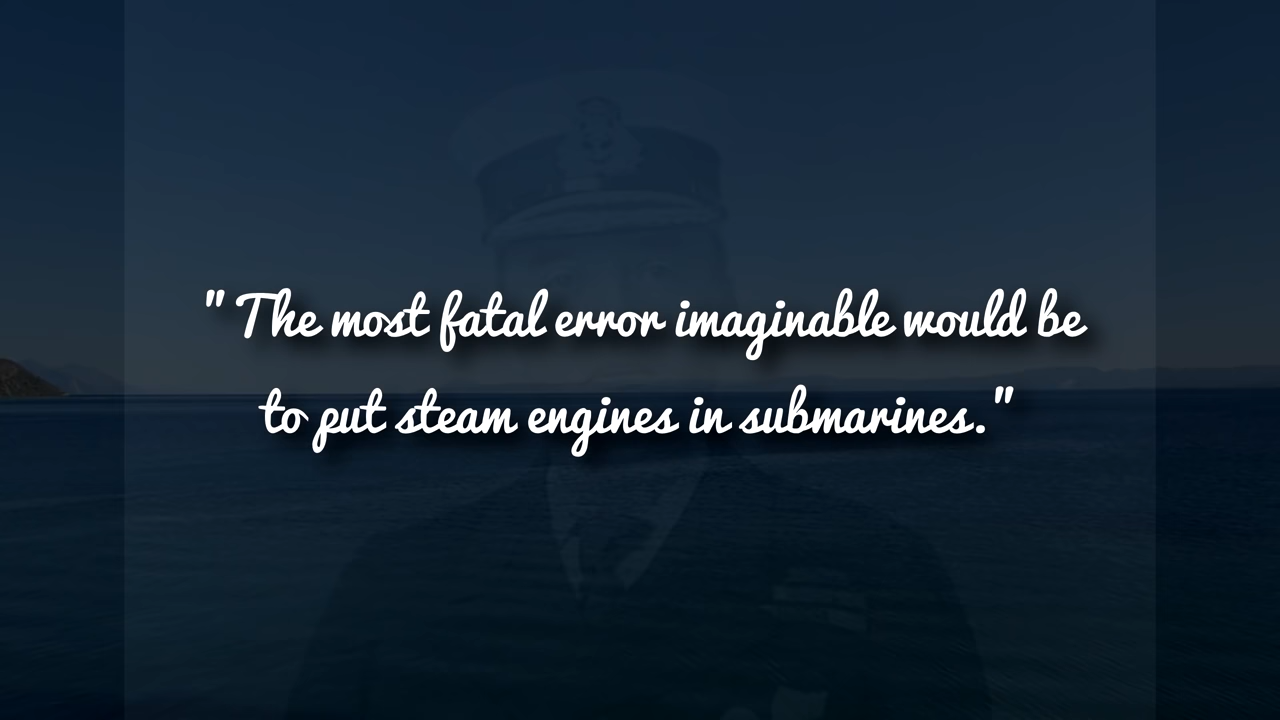 "The most fatal error imaginable would be
to put steam engines in submarines."